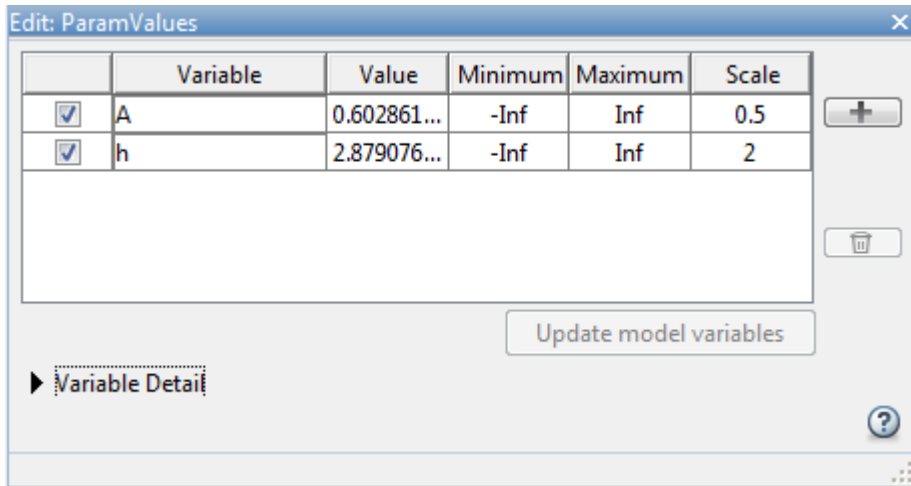 Edit: ParamValues
Variable Value Minimum Maximum Scale
A 0.602861... -Inf Inf 0.5
h 2.879076... -Inf Inf 2
Update model variables
Variable Detail